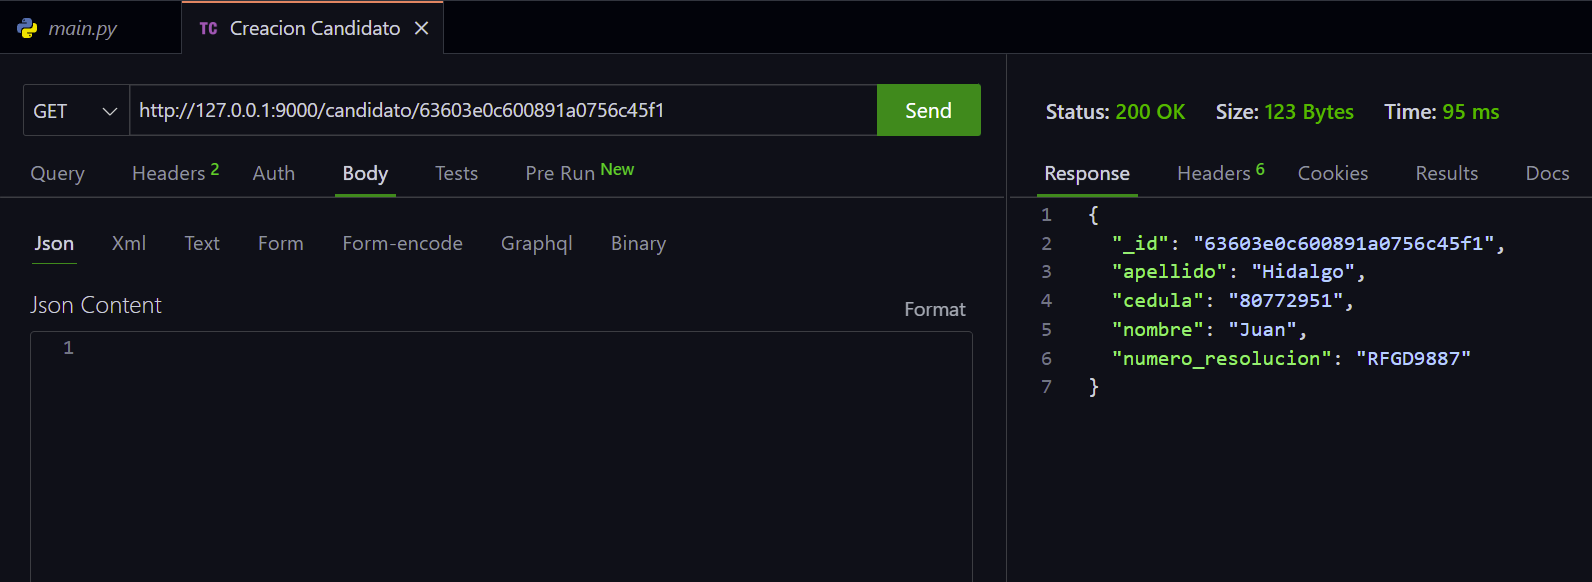 main.py
TC Creacion Candidato
GET http://127.0.0.1:9000/candidato/63603e0c600891a0756c45f1 Send
Query Headers 2 Auth Body Tests Pre Run New
Json Xml Text Form Form-encode Graphql Binary
Json Content Format
1
Status: 200 OK Size: 123 Bytes Time: 95 ms
Response Headers 6 Cookies Results Docs
1 {
2 "_id": "63603e0c600891a0756c45f1",
3 "apellido": "Hidalgo",
4 "cedula": "80772951",
5 "nombre": "Juan",
6 "numero_resolucion": "RFGD9887"
7 }